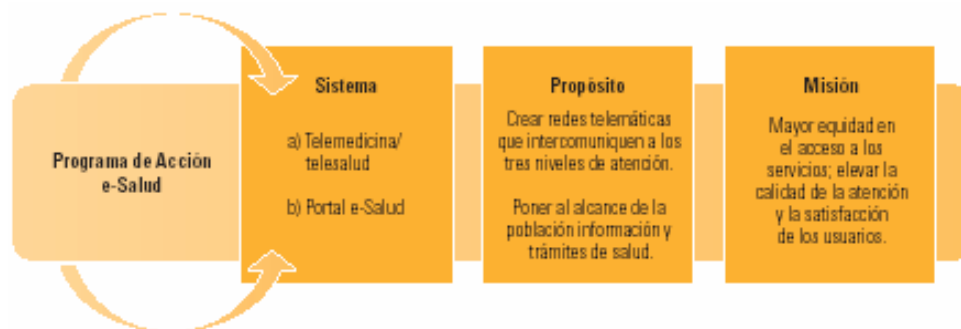 Programa de Acción
e-Salud
Sistema
a) Telemedicina/
telesalud
b) Portal e-Salud
Propósito
Crear redes telemáticas
que intercomuniquen a los
tres niveles de atención.
Poner al alcance de la
población información y
trámites de salud.
Misión
Mayor equidad en
el acceso a los
servicios; elevar la
calidad de la atención
y la satisfacción
de los usuarios.